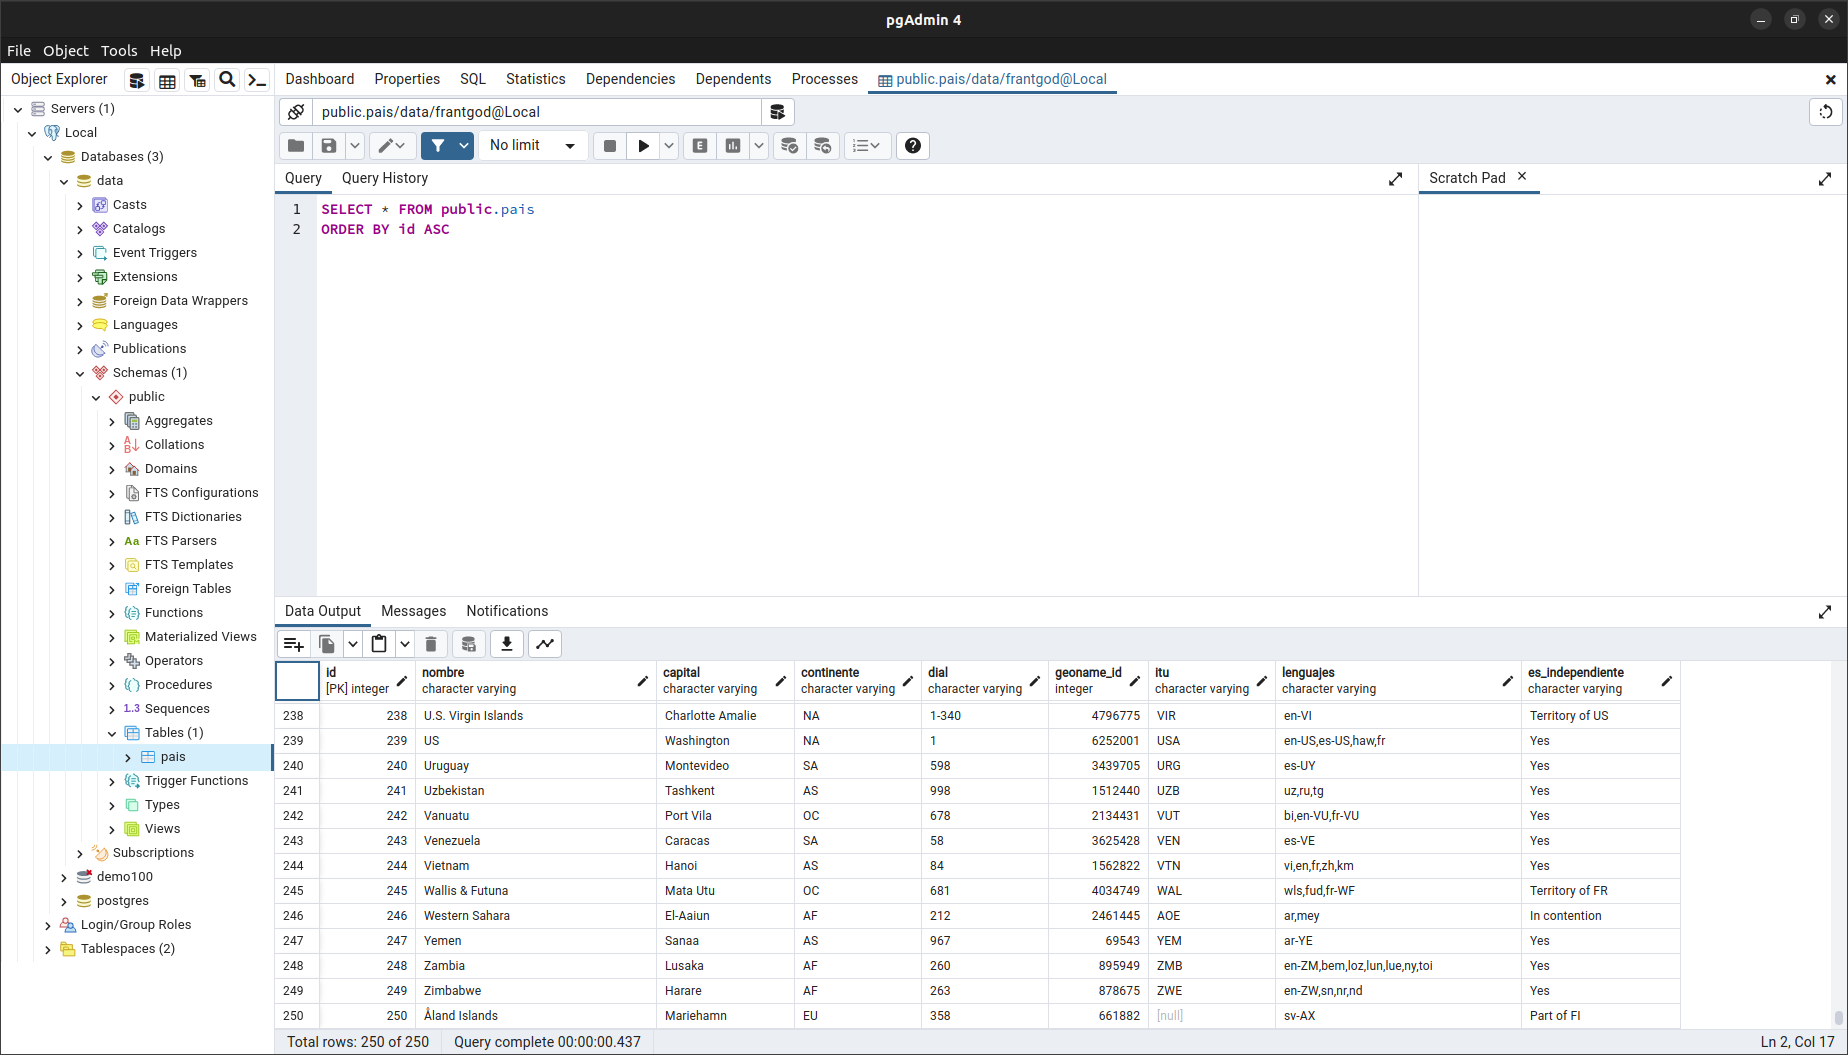 pgAdmin 4
File Object Tools Help
Object Explorer
Dashboard Properties SQL Statistics Dependencies Dependents Processes public.pais/data/frantgod@Local
Servers (1)
Local
Databases (3)
data
Casts
Catalogs
Event Triggers
Extensions
Foreign Data Wrappers
Languages
Publications
Schemas (1)
public
Aggregates
Collations
Domains
FTS Configurations
FTS Dictionaries
Aa FTS Parsers
FTS Templates
Foreign Tables
Functions
Materialized Views
Operators
Procedures
1..3 Sequences
Tables (1)
pais
Trigger Functions
Types
Views
Subscriptions
demo100
postgres
Login/Group Roles
Tablespaces (2)
public.pais/data/frantgod@Local
No limit E
Query Query History
Scratch Pad
1 SELECT * FROM public.pais
2 ORDER BY id ASC
Data Output Messages Notifications
id nombre capital continente dial geoname_id itu lenguajes es_independiente
[PK] integer character varying character varying character varying character varying integer character varying character varying character varying
238 238 U.S. Virgin Islands Charlotte Amalie NA 1-340 4796775 VIR en-VI Territory of US
239 239 US Washington NA 1 6252001 USA en-US,es-US,haw,fr Yes
240 240 Uruguay Montevideo SA 598 3439705 URG es-UY Yes
241 241 Uzbekistan Tashkent AS 998 1512440 UZB uz,ru,tg Yes
242 242 Vanuatu Port Vila OC 678 2134431 VUT bi,en-VU,fr-VU Yes
243 243 Venezuela Caracas SA 58 3625428 VEN es-VE Yes
244 244 Vietnam Hanoi AS 84 1562822 VTN vi,en,fr,zh,km Yes
245 245 Wallis & Futuna Mata Utu OC 681 4034749 WAL wls,fud,fr-WF Territory of FR
246 246 Western Sahara El-Aaiun AF 212 2461445 AOE ar,mey In contention
247 247 Yemen Sanaa AS 967 69543 YEM ar-YE Yes
248 248 Zambia Lusaka AF 260 895949 ZMB en-ZM,bem,loz,lun,lue,ny,toi Yes
249 249 Zimbabwe Harare AF 263 878675 ZWE en-ZW,sn,nr,nd Yes
250 250 Åland Islands Mariehamn EU 358 661882 [null] sv-AX Part of FI
Total rows: 250 of 250 Query complete 00:00:00.437 Ln 2, Col 17